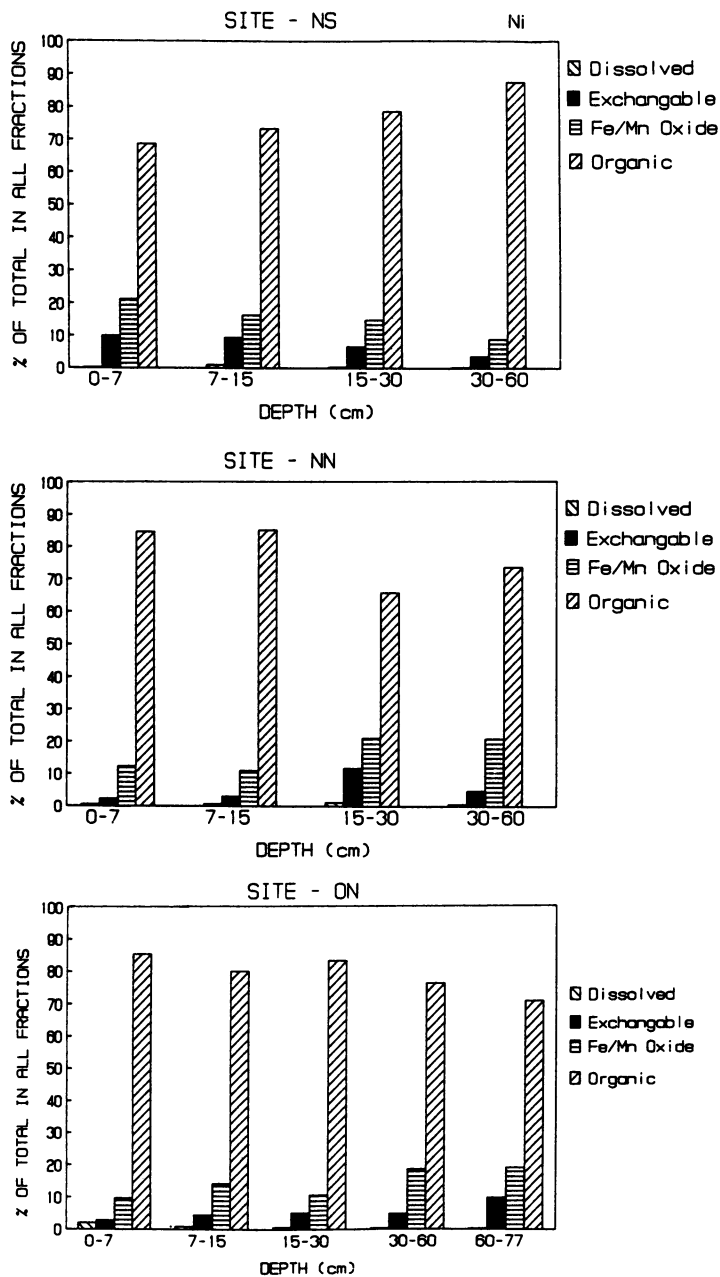 SITE - NS Ni
% OF TOTAL IN ALL FRACTIONS
100
90
80
70
60
50
40
30
20
10
0
0-7 7-15 15-30 30-60
DEPTH (cm)
Dissolved
Exchangable
Fe/Mn Oxide
Organic
SITE - NN
% OF TOTAL IN ALL FRACTIONS
100
90
80
70
60
50
40
30
20
10
0
0-7 7-15 15-30 30-60
DEPTH (cm)
Dissolved
Exchangable
Fe/Mn Oxide
Organic
SITE - ON
% OF TOTAL IN ALL FRACTIONS
100
90
80
70
60
50
40
30
20
10
0
0-7 7-15 15-30 30-60 60-77
DEPTH (cm)
Dissolved
Exchangable
Fe/Mn Oxide
Organic